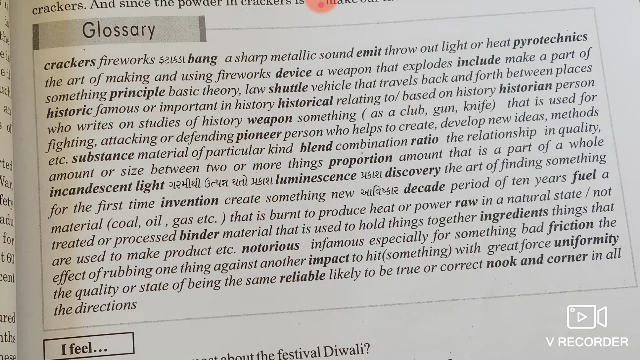 crackers. And since the powder in crackers is
Glossary
crackers fireworks ફટાકડા bang a sharp metallic sound emit throw out light or heat pyrotechnics
the art of making and using fireworks device a weapon that explodes include make a part of
something principle basic theory, law shuttle vehicle that travels back and forth between places
historic famous or important in history historical relating to/ based on history historian person
who writes on studies of history weapon something ( as a club, gun, knife) that is used for
fighting, attacking or defending pioneer person who helps to create, develop new ideas, methods
etc. substance material of particular kind blend combination ratio the relationship in quality,
amount or size between two or more things proportion amount that is a part of a whole
incandescent light ગરમીથી ઉત્પન્ન થતો પ્રકાશ luminescence પ્રકાશ discovery the art of finding something
for the first time invention create something new આવિષ્કાર decade period of ten years fuel a
material (coal, oil , gas etc. ) that is burnt to produce heat or power raw in a natural state / not
treated or processed binder material that is used to hold things together ingredients things that
are used to make product etc. notorious infamous especially for something bad friction the
effect of rubbing one thing against another impact to hit(something) with great force uniformity
the quality or state of being the same reliable likely to be true or correct nook and corner in all
the directions
I feel...
about the festival Diwali?
V RECORDER